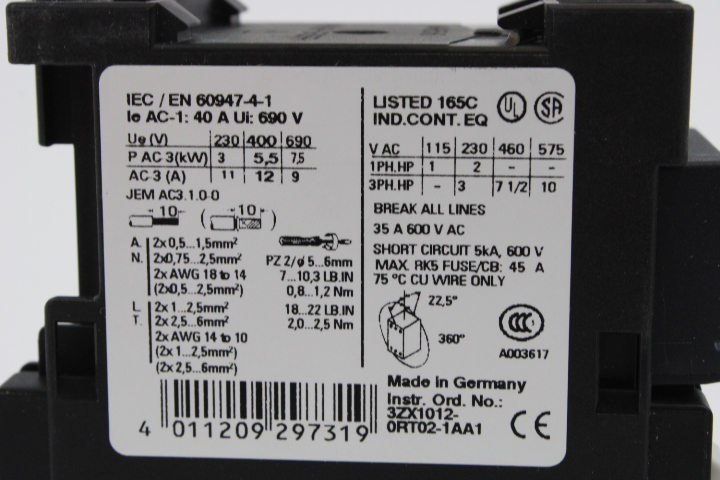 IEC / EN 60947-4-1
Ie AC-1: 40 A Ui: 690 V
Ue (V) 230 400 690
P AC 3(kW) 3 5,5 7,5
AC 3 (A) 11 12 9
JEM AC3.1.0-0
10 ( 10 )
A. 2x0,5...1,5mm²
N. 2x0,75...2,5mm² PZ 2/ø 5...6mm
2x AWG 18 to 14 7...10,3 LB.IN
(2x0,5...2,5mm²) 0,8...1,2 Nm
L. 2x 1...2,5mm² 18...22 LB.IN
T. 2x 2,5...6mm² 2,0...2,5 Nm
2x AWG 14 to 10
(2x 1...2,5mm²)
(2x 2,5...6mm²)
4 011209 297319
LISTED 165C UL SA
IND.CONT. EQ
V AC 115 230 460 575
1PH.HP 1 2 - -
3PH.HP - 3 7 1/2 10
BREAK ALL LINES
35 A 600 V AC
SHORT CIRCUIT 5kA, 600 V
MAX. RK5 FUSE/CB: 45 A
75 °C CU WIRE ONLY
22,5°
360°
CCC
A003617
Made in Germany
Instr. Ord. No.:
3ZX1012-
0RT02-1AA1
CE